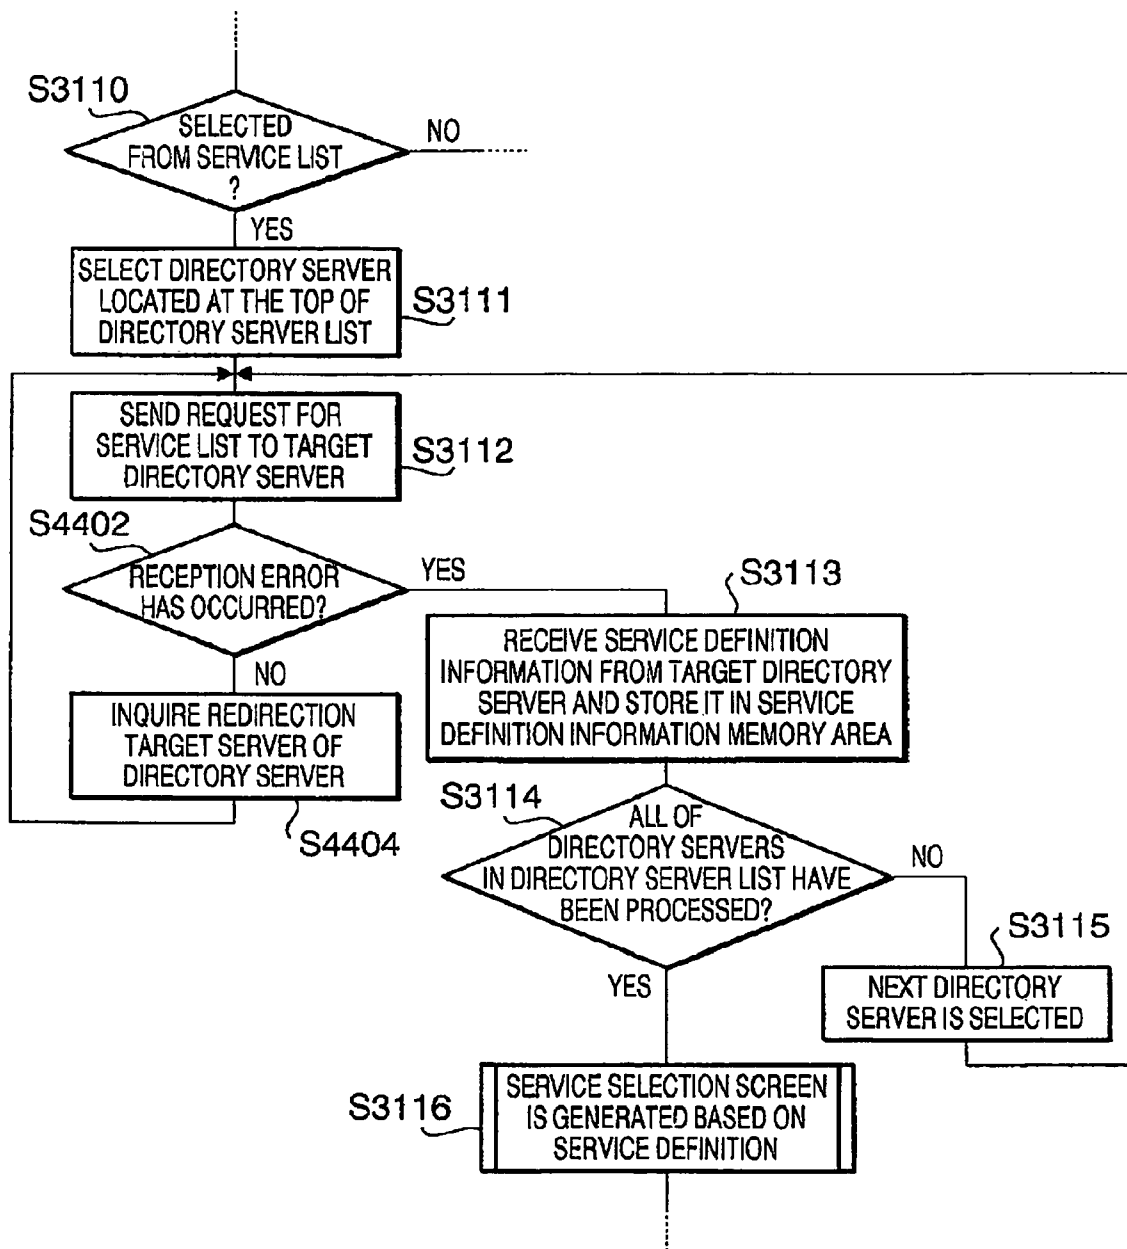 S3110
SELECTED
FROM SERVICE LIST
?
NO
YES
SELECT DIRECTORY SERVER
LOCATED AT THE TOP OF
DIRECTORY SERVER LIST
S3111
SEND REQUEST FOR
SERVICE LIST TO TARGET
DIRECTORY SERVER
S3112
S4402
RECEPTION ERROR
HAS OCCURRED?
YES
NO
INQUIRE REDIRECTION
TARGET SERVER OF
DIRECTORY SERVER
S4404
S3113
RECEIVE SERVICE DEFINITION
INFORMATION FROM TARGET DIRECTORY
SERVER AND STORE IT IN SERVICE
DEFINITION INFORMATION MEMORY AREA
S3114
ALL OF
DIRECTORY SERVERS
IN DIRECTORY SERVER LIST HAVE
BEEN PROCESSED?
NO
YES
S3115
NEXT DIRECTORY
SERVER IS SELECTED
S3116
SERVICE SELECTION SCREEN
IS GENERATED BASED ON
SERVICE DEFINITION